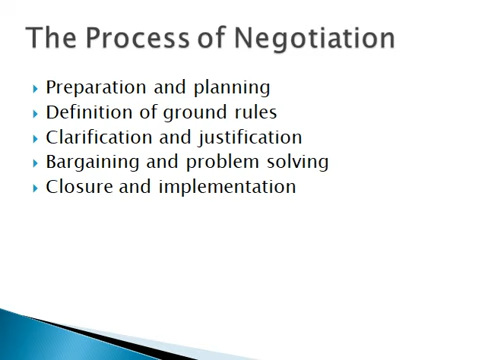 The Process of Negotiation
Preparation and planning
Definition of ground rules
Clarification and justification
Bargaining and problem solving
Closure and implementation